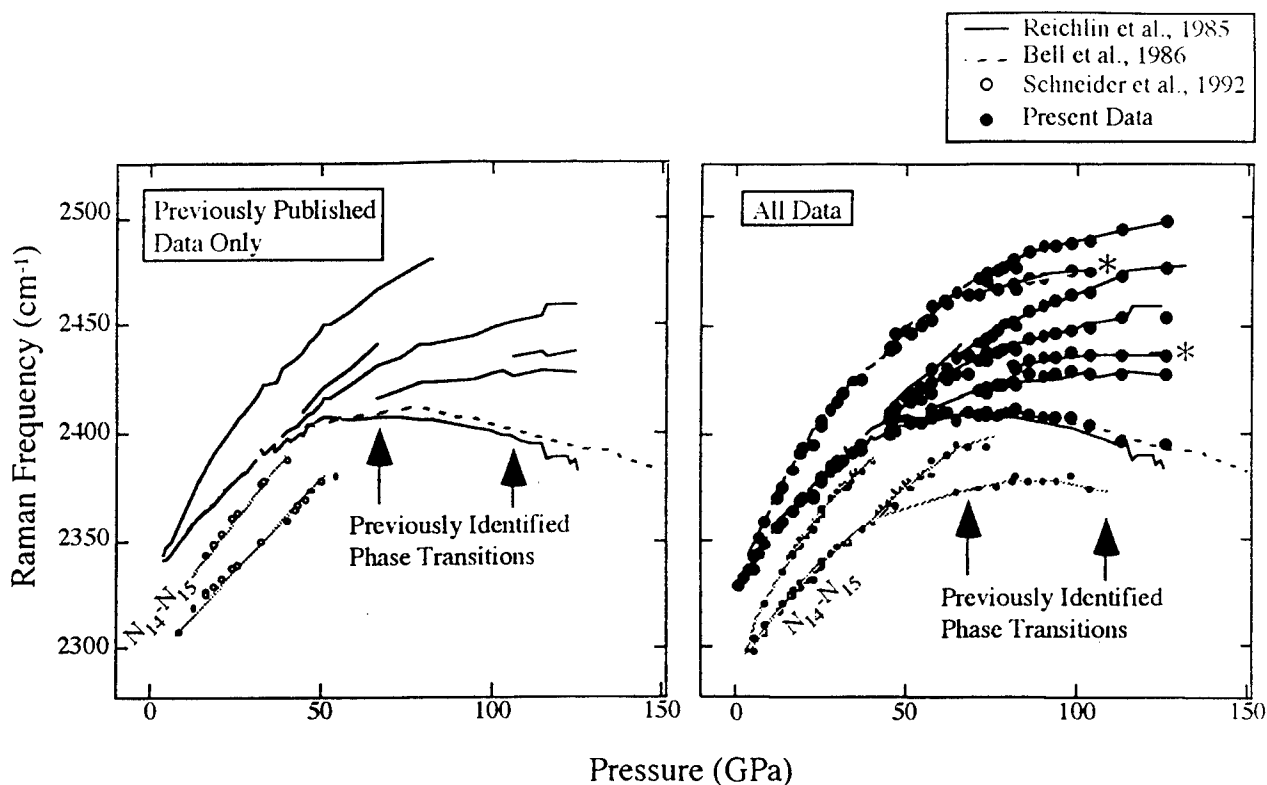 Reichlin et al., 1985
Bell et al., 1986
Schneider et al., 1992
Present Data
Previously Published
Data Only
All Data
2500
2450
2400
2350
2300
Raman Frequency (cm-1)
N14-N15
Previously Identified
Phase Transitions
*
*
N14-N15
Previously Identified
Phase Transitions
0
50
100
150
0
50
100
150
Pressure (GPa)